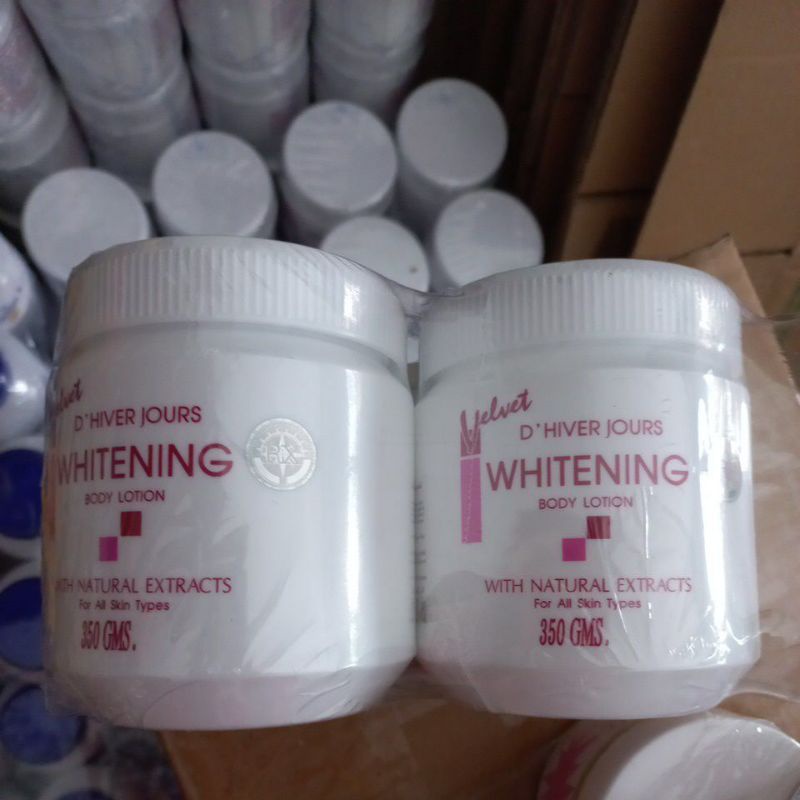 Velvet
D'HIVER JOURS
WHITENING
BODY LOTION
WITH NATURAL EXTRACTS
For All Skin Types
350 GMS.
Velvet
D'HIVER JOURS
WHITENING
BODY LOTION
WITH NATURAL EXTRACTS
For All Skin Types
350 GMS.